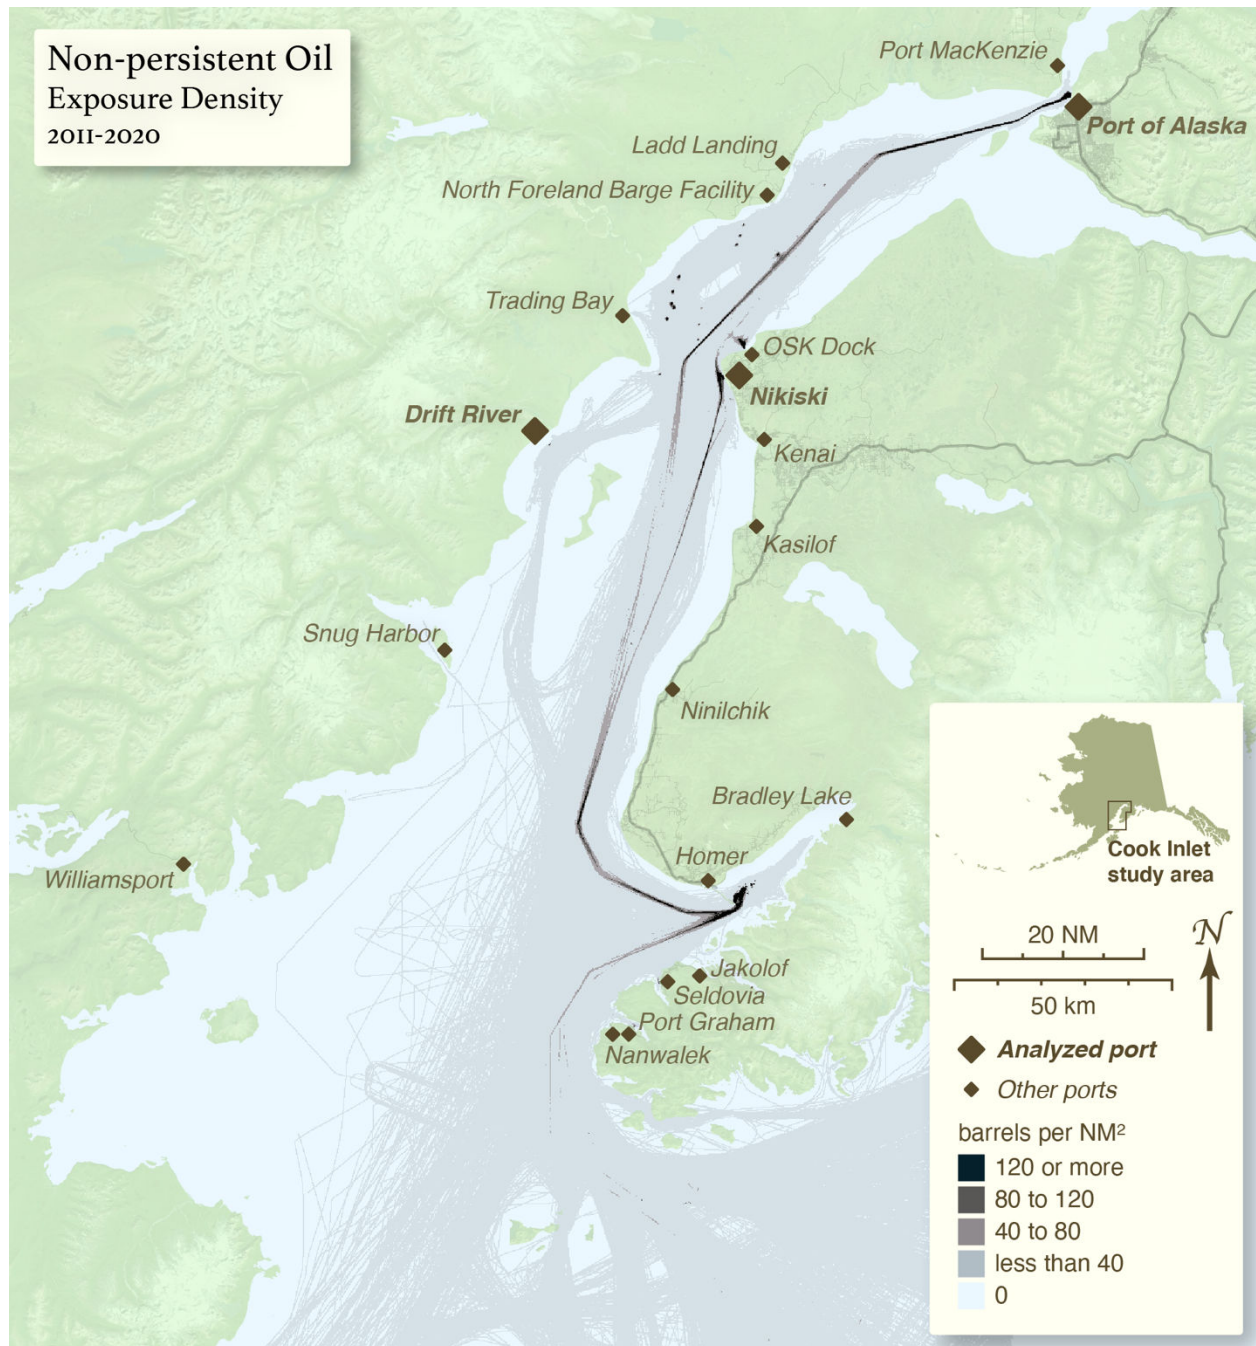 Non-persistent Oil
Exposure Density
2011-2020
Port MacKenzie
Port of Alaska
Ladd Landing
North Foreland Barge Facility
Trading Bay
OSK Dock
Nikiski
Drift River
Kenai
Kasilof
Snug Harbor
Ninilchik
Bradley Lake
Homer
Williamsport
Jakolof
Seldovia
Port Graham
Nanwalek
Cook Inlet
study area
20 NM
N
50 km
Analyzed port
Other ports
barrels per NM²
120 or more
80 to 120
40 to 80
less than 40
0